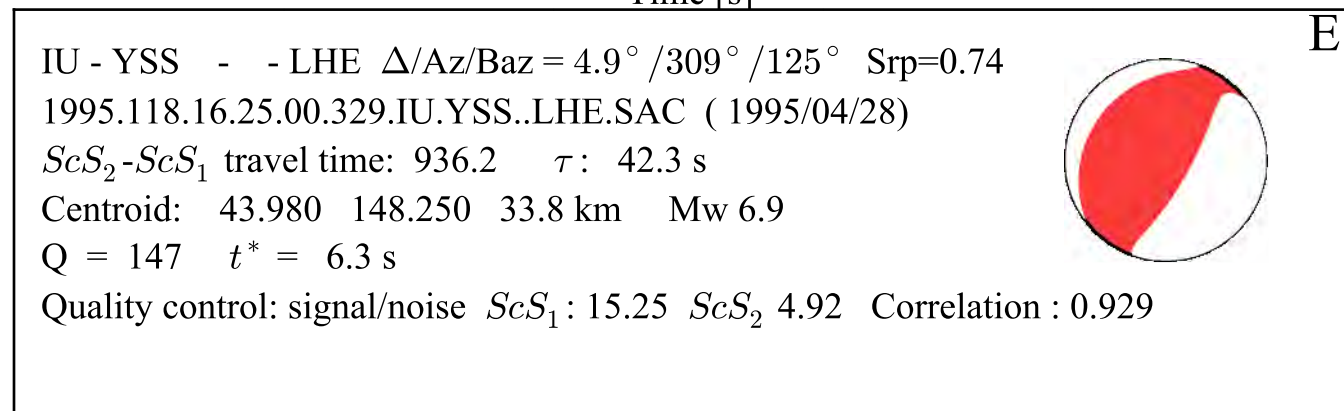 Time [s]
E
IU - YSS - - LHE Δ/Az/Baz = 4.9° /309° /125° Srp=0.74
1995.118.16.25.00.329.IU.YSS..LHE.SAC ( 1995/04/28)
ScS₂-ScS₁ travel time: 936.2 τ : 42.3 s
Centroid: 43.980 148.250 33.8 km Mw 6.9
Q = 147 t* = 6.3 s
Quality control: signal/noise ScS₁ : 15.25 ScS₂ 4.92 Correlation : 0.929